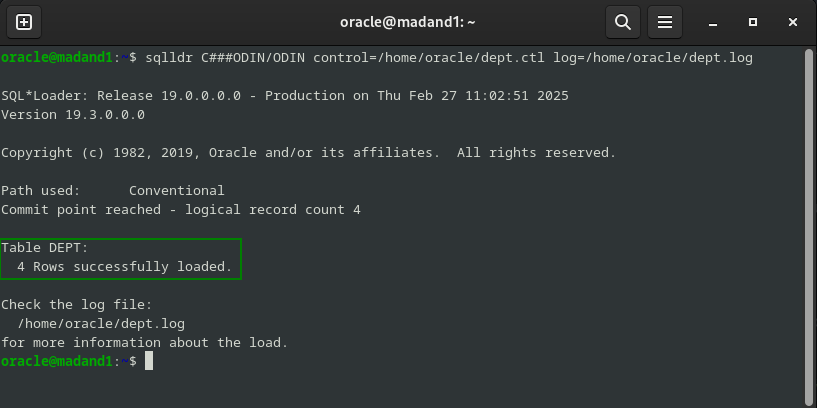 oracle@madand1: ~
oracle@madand1:~$ sqlldr C###ODIN/ODIN control=/home/oracle/dept.ctl log=/home/oracle/dept.log
SQL*Loader: Release 19.0.0.0.0 - Production on Thu Feb 27 11:02:51 2025
Version 19.3.0.0.0
Copyright (c) 1982, 2019, Oracle and/or its affiliates.  All rights reserved.
Path used:      Conventional
Commit point reached - logical record count 4
Table DEPT:
  4 Rows successfully loaded.
Check the log file:
  /home/oracle/dept.log
for more information about the load.
oracle@madand1:~$